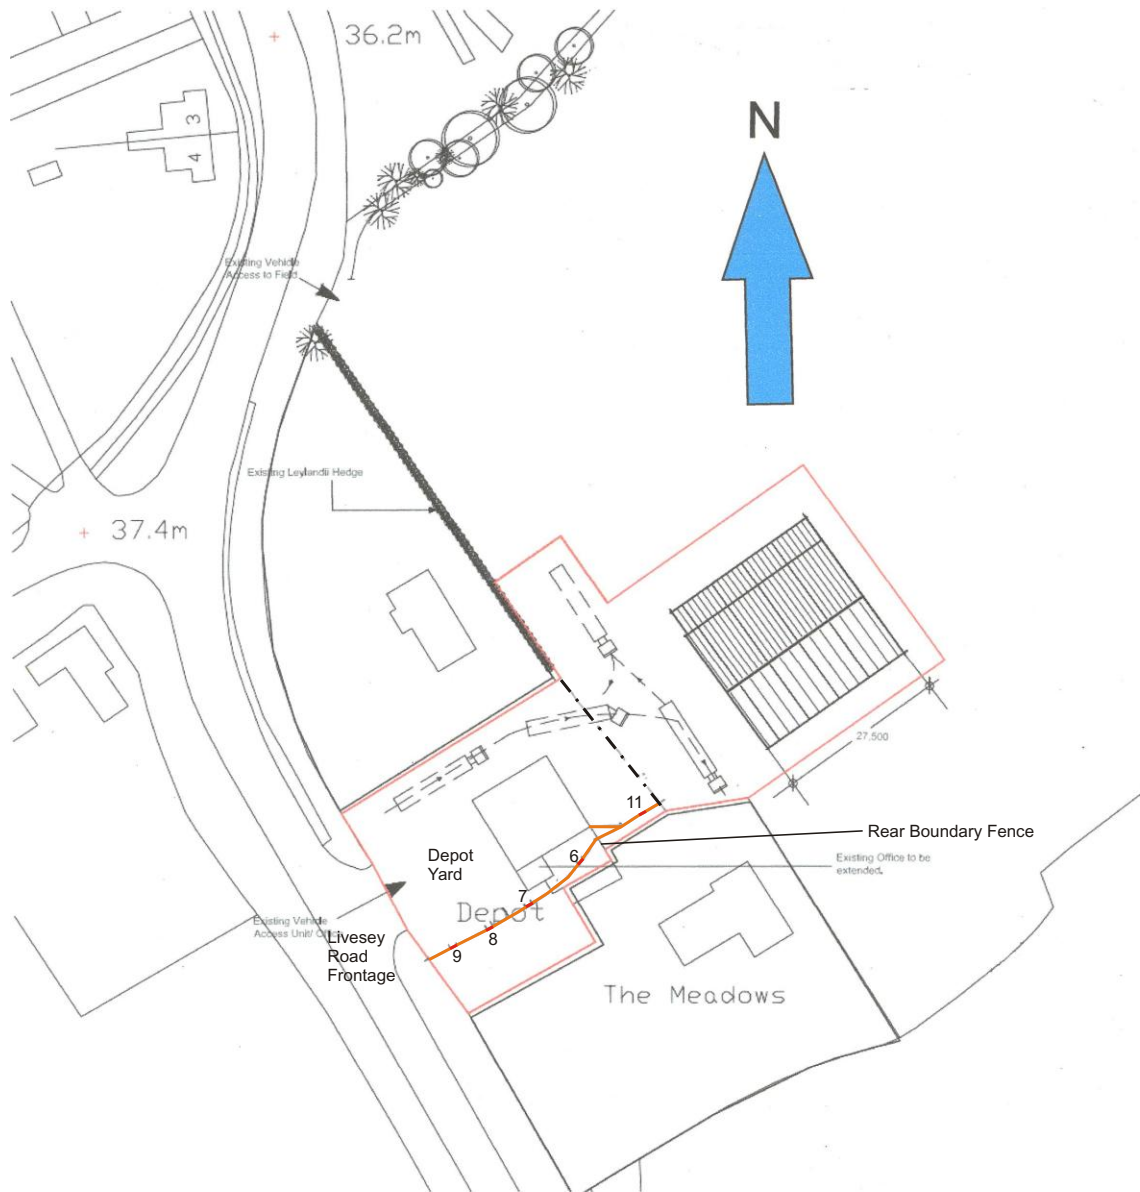 36.2m
N
3
4
Existing Vehicle
Access to Field
Existing Leylandii Hedge
37.4m
27.500
11
Rear Boundary Fence
Depot
Yard
6
Existing Office to be
extended.
7
Depot
Existing Vehicle
Access Unit/
Livesey
Road
Frontage
8
9
The Meadows